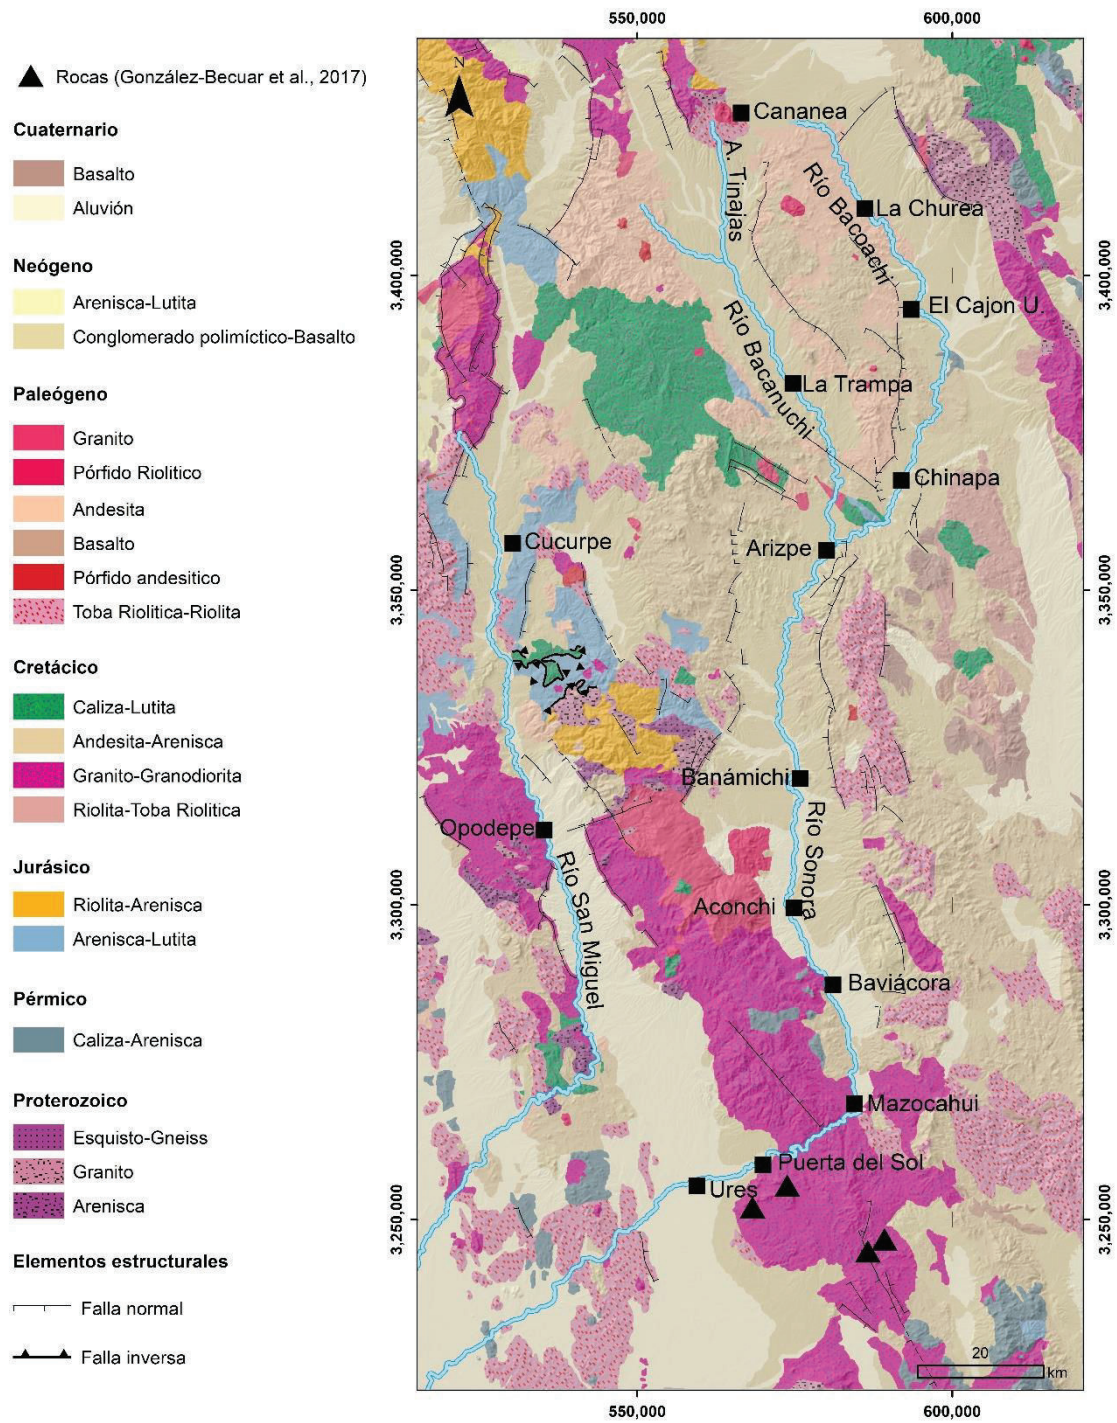 Rocas (González-Becuar et al., 2017)
Cuaternario
Basalto
Aluvión
Neógeno
Arenisca-Lutita
Conglomerado polimíctico-Basalto
Paleógeno
Granito
Pórfido Riolitico
Andesita
Basalto
Pórfido andesitico
Toba Riolitica-Riolita
Cretácico
Caliza-Lutita
Andesita-Arenisca
Granito-Granodiorita
Riolita-Toba Riolitica
Jurásico
Riolita-Arenisca
Arenisca-Lutita
Pérmico
Caliza-Arenisca
Proterozoico
Esquisto-Gneiss
Granito
Arenisca
Elementos estructurales
Falla normal
Falla inversa
550,000
600,000
N
Cananea
A. Tinajas
Río Bacoachi
La Churea
3,400,000
3,400,000
El Cajon U.
Río Bacanuchi
La Trampa
Chinapa
Cucurpe
Arizpe
3,350,000
3,350,000
Banámichi
Opodepe
Río Sonora
Río San Miguel
Aconchi
3,300,000
3,300,000
Baviácora
Mazocahui
Puerta del Sol
Ures
3,250,000
3,250,000
20
km
550,000
600,000